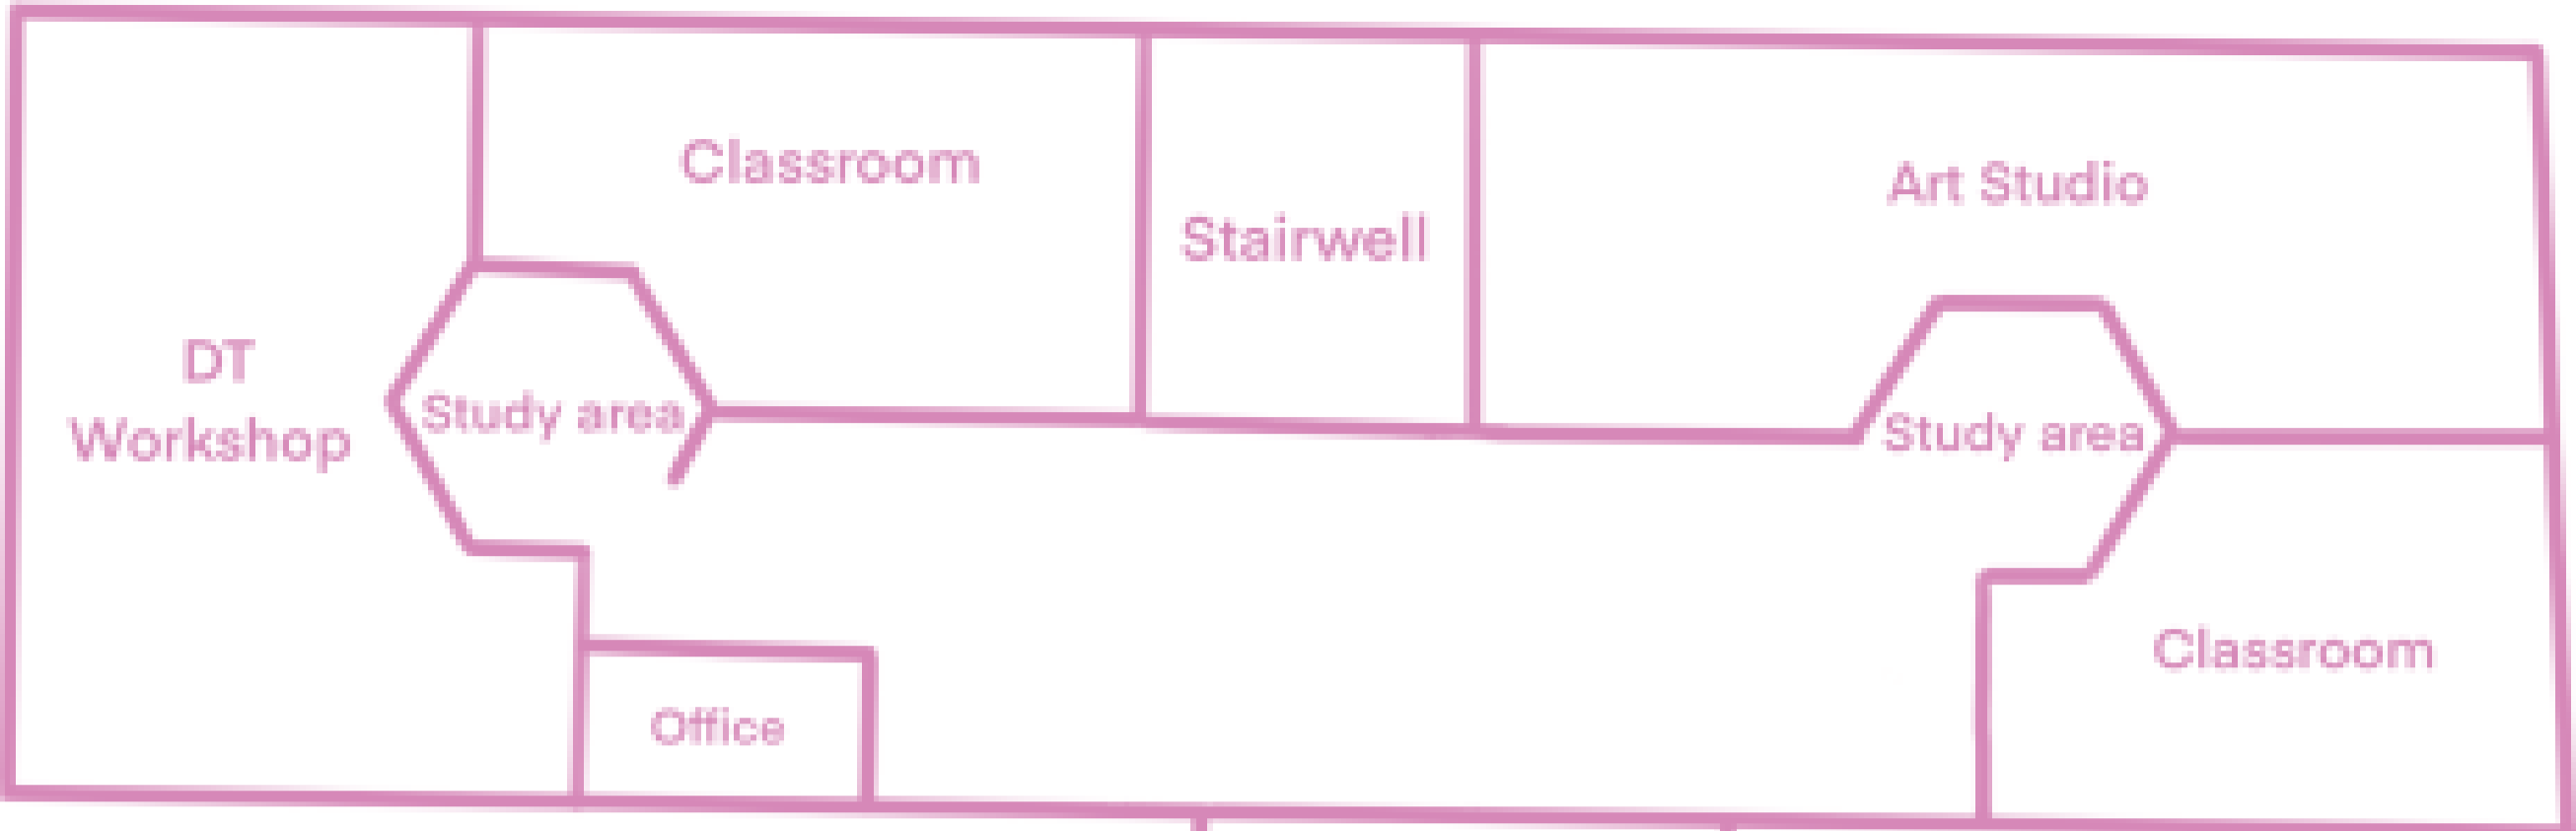 Classroom
Stairwell
Art Studio
DT
Workshop
Study area
Study area
Classroom
Office